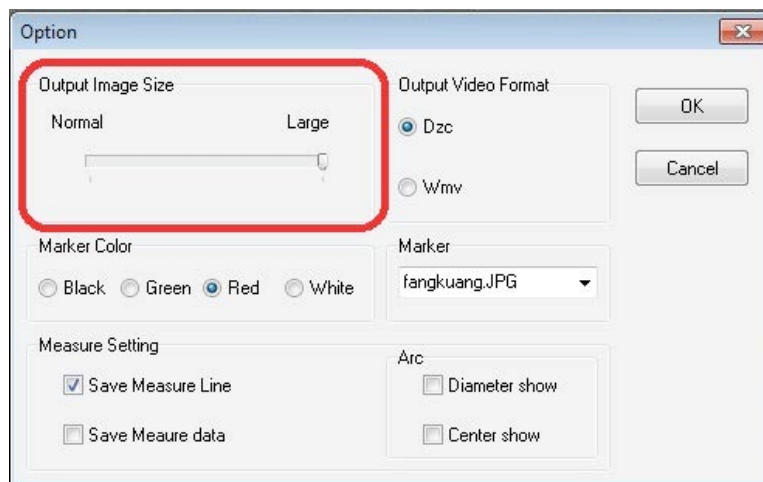 Option
Output Image Size
Normal Large
Output Video Format
Dzc
Wmv
OK
Cancel
Marker Color
Black Green Red White
Marker
fangkuang.JPG
Measure Setting
Save Measure Line
Save Meaure data
Arc
Diameter show
Center show